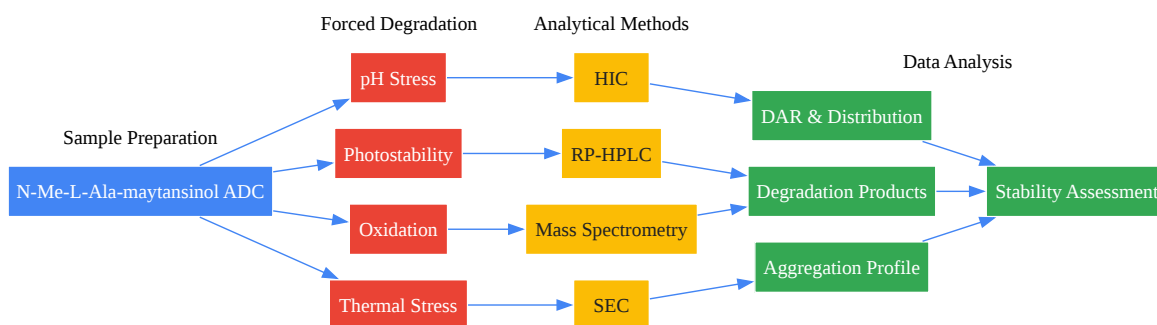 Forced Degradation
Analytical Methods
Data Analysis
Sample Preparation
N-Me-L-Ala-maytansinol ADC
pH Stress
HIC
DAR & Distribution
Photostability
RP-HPLC
Degradation Products
Stability Assessment
Oxidation
Mass Spectrometry
Aggregation Profile
Thermal Stress
SEC